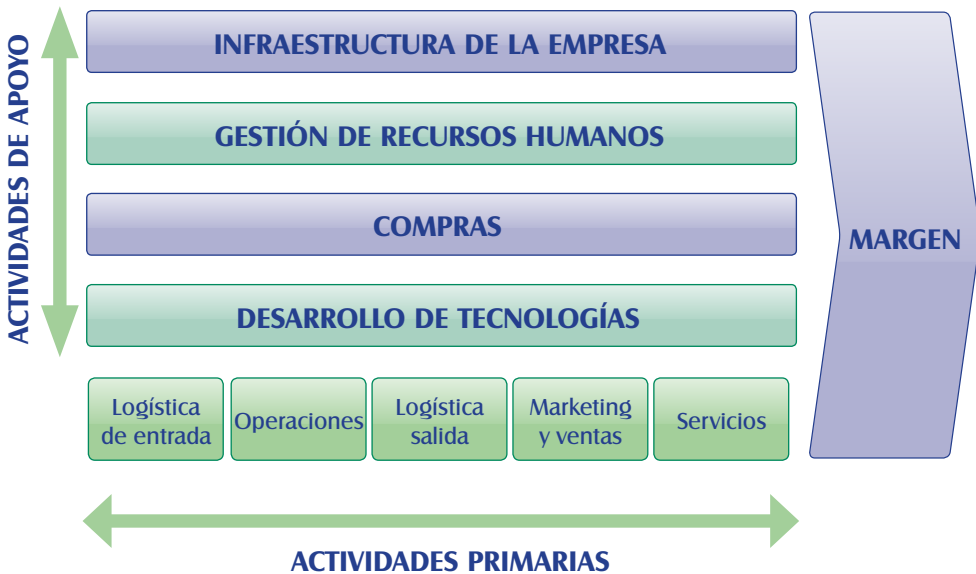 ACTIVIDADES DE APOYO
INFRAESTRUCTURA DE LA EMPRESA
GESTIÓN DE RECURSOS HUMANOS
COMPRAS
DESARROLLO DE TECNOLOGÍAS
MARGEN
Logística
de entrada
Operaciones
Logística
salida
Marketing
y ventas
Servicios
ACTIVIDADES PRIMARIAS